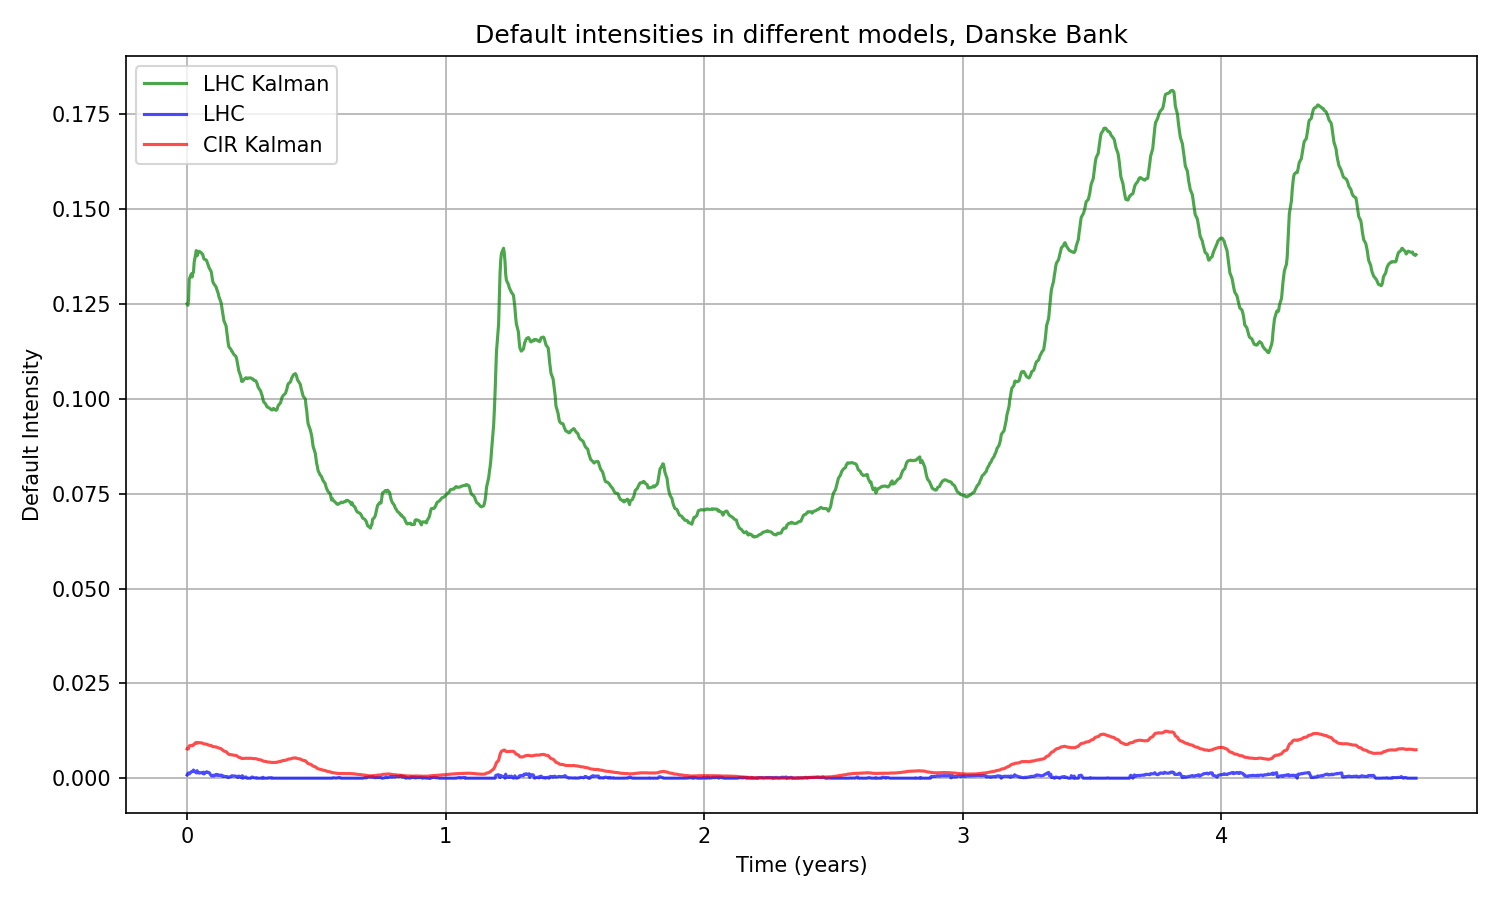 Default intensities in different models, Danske Bank
LHC Kalman
LHC
CIR Kalman
Default Intensity
0.175
0.150
0.125
0.100
0.075
0.050
0.025
0.000
0 1 2 3 4
Time (years)